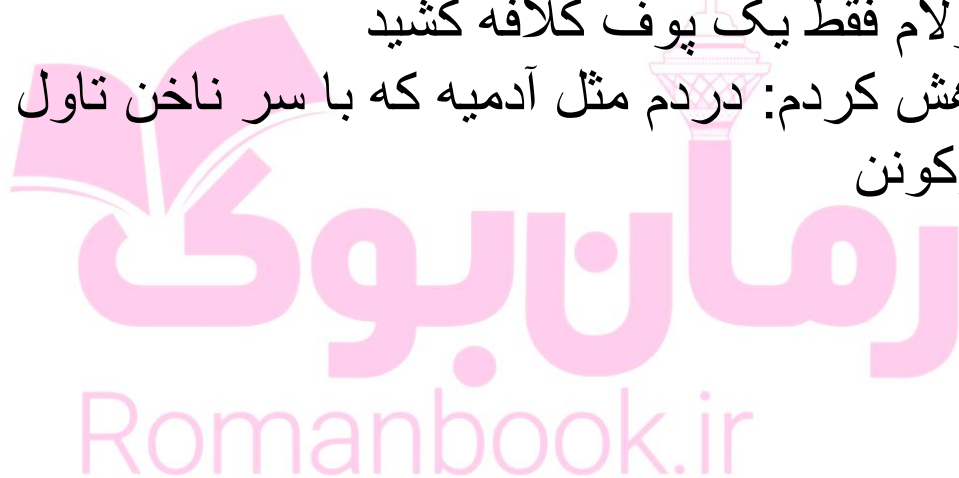 فقط یک پوف کلافه کشید
کردم: دردم مثل آدمیه که با سر ناخن تاول
رمان‌بوک
Romanbook.ir